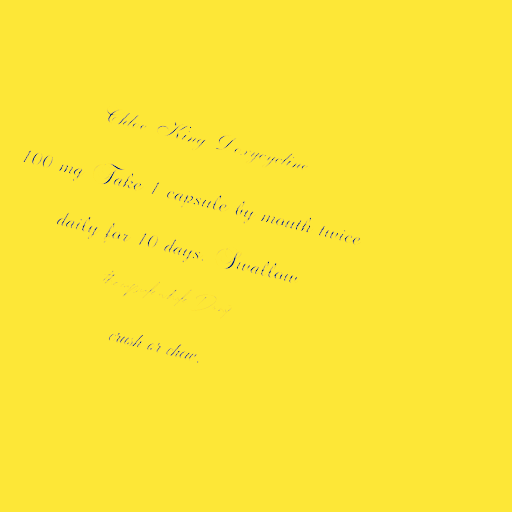 Chloe King Doxycycline
100 mg Take 1 capsule by mouth twice
daily for 10 days. Swallow
crush or chew.